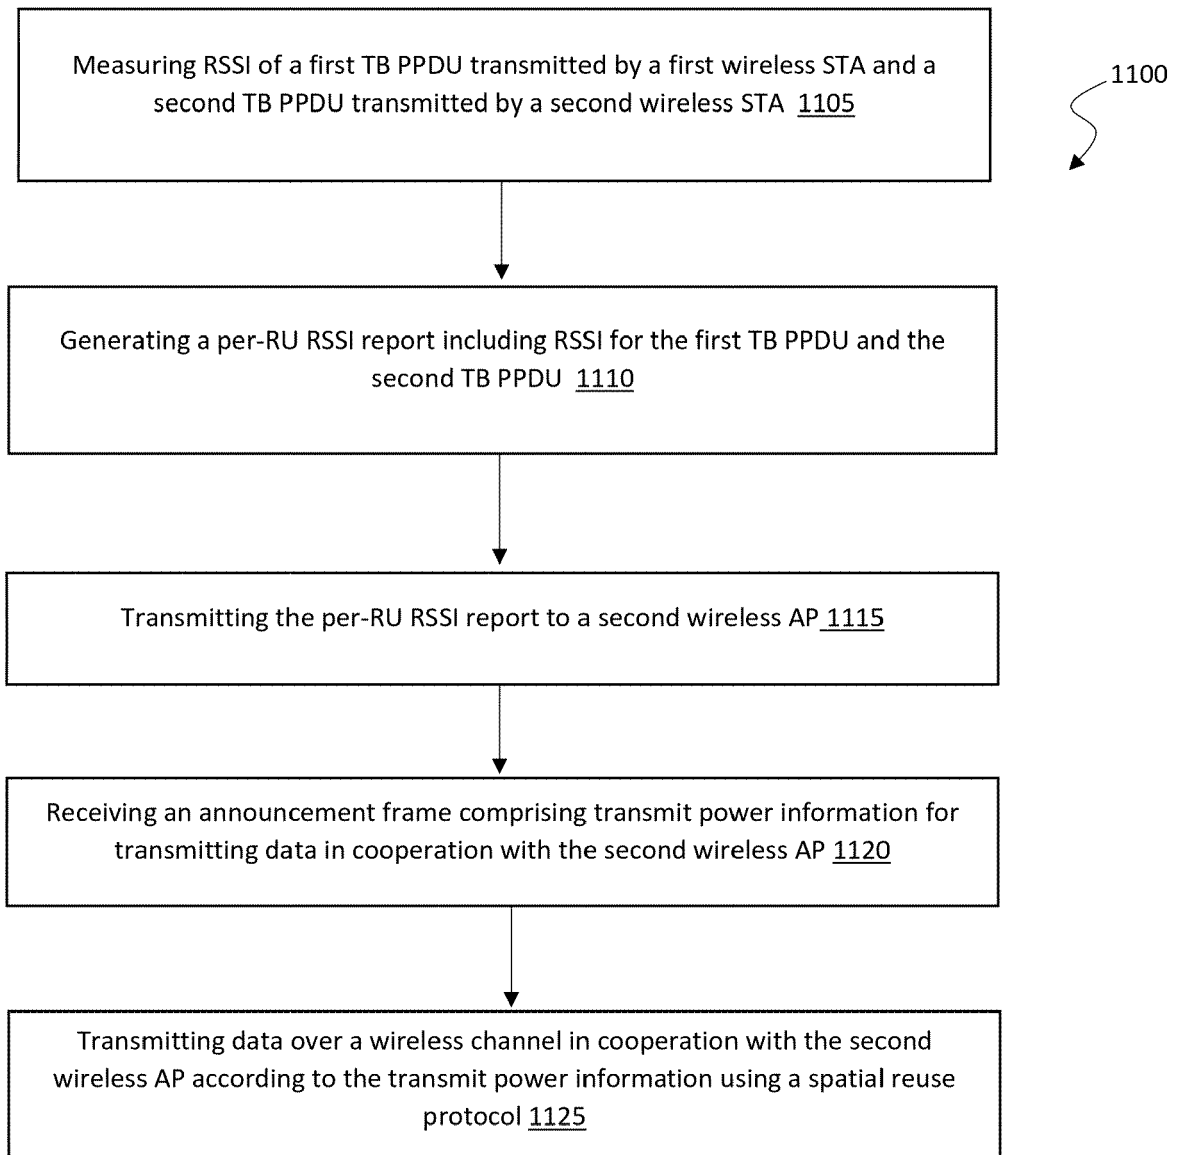 Measuring RSSI of a first TB PPDU transmitted by a first wireless STA and a
second TB PPDU transmitted by a second wireless STA 1105
1100
Generating a per-RU RSSI report including RSSI for the first TB PPDU and the
second TB PPDU 1110
Transmitting the per-RU RSSI report to a second wireless AP 1115
Receiving an announcement frame comprising transmit power information for
transmitting data in cooperation with the second wireless AP 1120
Transmitting data over a wireless channel in cooperation with the second
wireless AP according to the transmit power information using a spatial reuse
protocol 1125